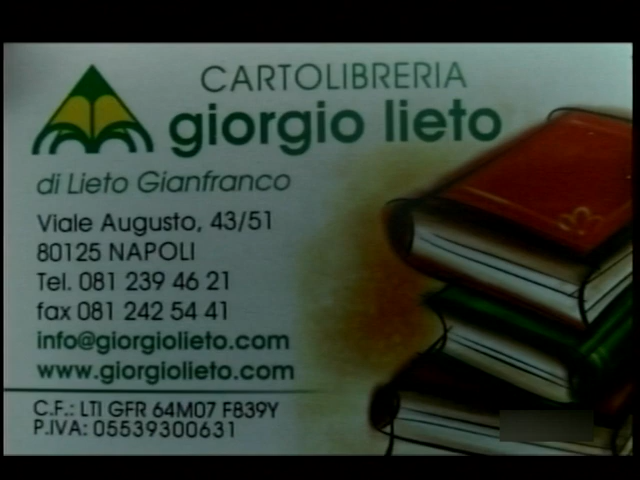 CARTOLIBRERIA
giorgio lieto
di Lieto Gianfranco
Viale Augusto, 43/51
80125 NAPOLI
Tel. 081 239 46 21
fax 081 242 54 41
info@giorgiolieto.com
www.giorgiolieto.com
C.F.: LTI GFR 64M07 F839Y
P.IVA: 05539300631